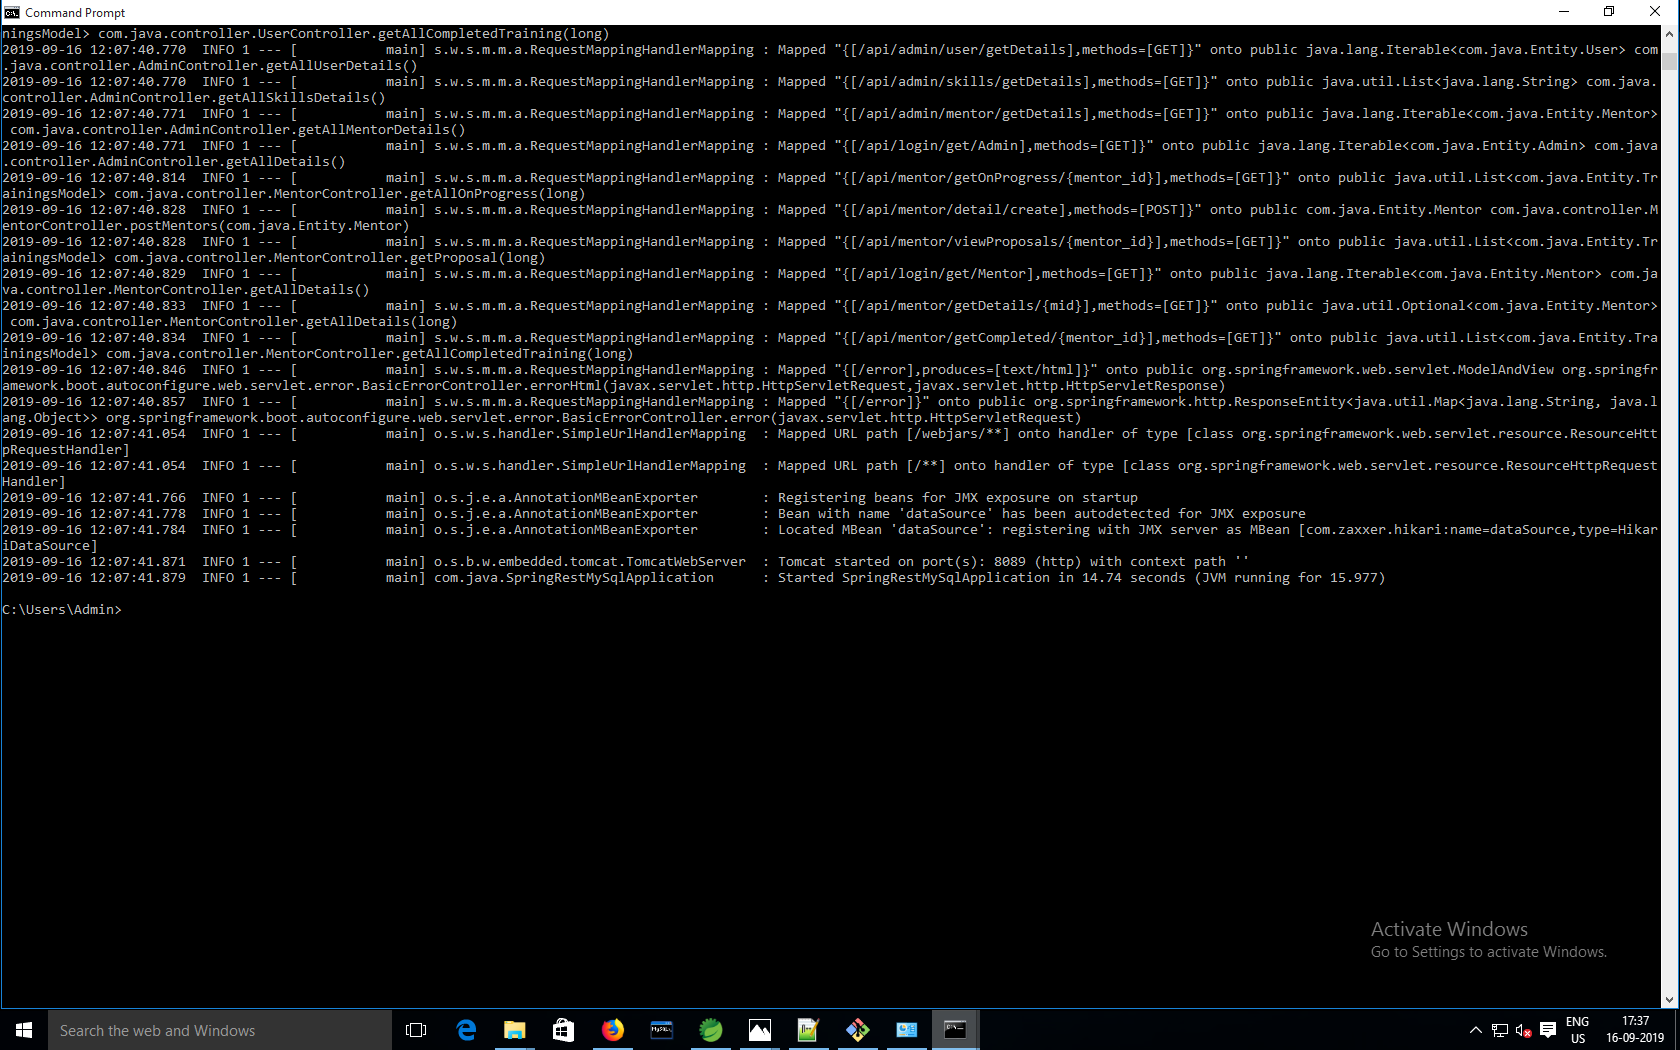 Command Prompt
ningsModel> com.java.controller.UserController.getAllCompletedTraining(long)
2019-09-16 12:07:40.770  INFO 1 --- [           main] s.w.s.m.m.a.RequestMappingHandlerMapping : Mapped "{[/api/admin/user/getDetails],methods=[GET]}" onto public java.lang.Iterable<com.java.Entity.User> com
.java.controller.AdminController.getAllUserDetails()
2019-09-16 12:07:40.770  INFO 1 --- [           main] s.w.s.m.m.a.RequestMappingHandlerMapping : Mapped "{[/api/admin/skills/getDetails],methods=[GET]}" onto public java.util.List<java.lang.String> com.java.
controller.AdminController.getAllSkillsDetails()
2019-09-16 12:07:40.771  INFO 1 --- [           main] s.w.s.m.m.a.RequestMappingHandlerMapping : Mapped "{[/api/admin/mentor/getDetails],methods=[GET]}" onto public java.lang.Iterable<com.java.Entity.Mentor>
 com.java.controller.AdminController.getAllMentorDetails()
2019-09-16 12:07:40.771  INFO 1 --- [           main] s.w.s.m.m.a.RequestMappingHandlerMapping : Mapped "{[/api/login/get/Admin],methods=[GET]}" onto public java.lang.Iterable<com.java.Entity.Admin> com.java
.controller.AdminController.getAllDetails()
2019-09-16 12:07:40.814  INFO 1 --- [           main] s.w.s.m.m.a.RequestMappingHandlerMapping : Mapped "{[/api/mentor/getOnProgress/{mentor_id}],methods=[GET]}" onto public java.util.List<com.java.Entity.Tr
ainingsModel> com.java.controller.MentorController.getAllOnProgress(long)
2019-09-16 12:07:40.828  INFO 1 --- [           main] s.w.s.m.m.a.RequestMappingHandlerMapping : Mapped "{[/api/mentor/detail/create],methods=[POST]}" onto public com.java.Entity.Mentor com.java.controller.M
entorController.postMentors(com.java.Entity.Mentor)
2019-09-16 12:07:40.828  INFO 1 --- [           main] s.w.s.m.m.a.RequestMappingHandlerMapping : Mapped "{[/api/mentor/viewProposals/{mentor_id}],methods=[GET]}" onto public java.util.List<com.java.Entity.Tr
ainingsModel> com.java.controller.MentorController.getProposal(long)
2019-09-16 12:07:40.829  INFO 1 --- [           main] s.w.s.m.m.a.RequestMappingHandlerMapping : Mapped "{[/api/login/get/Mentor],methods=[GET]}" onto public java.lang.Iterable<com.java.Entity.Mentor> com.ja
va.controller.MentorController.getAllDetails()
2019-09-16 12:07:40.833  INFO 1 --- [           main] s.w.s.m.m.a.RequestMappingHandlerMapping : Mapped "{[/api/mentor/getDetails/{mid}],methods=[GET]}" onto public java.util.Optional<com.java.Entity.Mentor>
 com.java.controller.MentorController.getAllDetails(long)
2019-09-16 12:07:40.834  INFO 1 --- [           main] s.w.s.m.m.a.RequestMappingHandlerMapping : Mapped "{[/api/mentor/getCompleted/{mentor_id}],methods=[GET]}" onto public java.util.List<com.java.Entity.Tra
iningsModel> com.java.controller.MentorController.getAllCompletedTraining(long)
2019-09-16 12:07:40.846  INFO 1 --- [           main] s.w.s.m.m.a.RequestMappingHandlerMapping : Mapped "{[/error],produces=[text/html]}" onto public org.springframework.web.servlet.ModelAndView org.springfr
amework.boot.autoconfigure.web.servlet.error.BasicErrorController.errorHtml(javax.servlet.http.HttpServletRequest,javax.servlet.http.HttpServletResponse)
2019-09-16 12:07:40.857  INFO 1 --- [           main] s.w.s.m.m.a.RequestMappingHandlerMapping : Mapped "{[/error]}" onto public org.springframework.http.ResponseEntity<java.util.Map<java.lang.String, java.l
ang.Object>> org.springframework.boot.autoconfigure.web.servlet.error.BasicErrorController.error(javax.servlet.http.HttpServletRequest)
2019-09-16 12:07:41.054  INFO 1 --- [           main] o.s.w.s.handler.SimpleUrlHandlerMapping  : Mapped URL path [/webjars/**] onto handler of type [class org.springframework.web.servlet.resource.ResourceHtt
pRequestHandler]
2019-09-16 12:07:41.054  INFO 1 --- [           main] o.s.w.s.handler.SimpleUrlHandlerMapping  : Mapped URL path [/**] onto handler of type [class org.springframework.web.servlet.resource.ResourceHttpRequest
Handler]
2019-09-16 12:07:41.766  INFO 1 --- [           main] o.s.j.e.a.AnnotationMBeanExporter        : Registering beans for JMX exposure on startup
2019-09-16 12:07:41.778  INFO 1 --- [           main] o.s.j.e.a.AnnotationMBeanExporter        : Bean with name 'dataSource' has been autodetected for JMX exposure
2019-09-16 12:07:41.784  INFO 1 --- [           main] o.s.j.e.a.AnnotationMBeanExporter        : Located MBean 'dataSource': registering with JMX server as MBean [com.zaxxer.hikari:name=dataSource,type=Hikar
iDataSource]
2019-09-16 12:07:41.871  INFO 1 --- [           main] o.s.b.w.embedded.tomcat.TomcatWebServer  : Tomcat started on port(s): 8089 (http) with context path ''
2019-09-16 12:07:41.879  INFO 1 --- [           main] com.java.SpringRestMySqlApplication      : Started SpringRestMySqlApplication in 14.74 seconds (JVM running for 15.977)
C:\Users\Admin>
Activate Windows
Go to Settings to activate Windows.
Search the web and Windows
ENG
US
17:37
16-09-2019